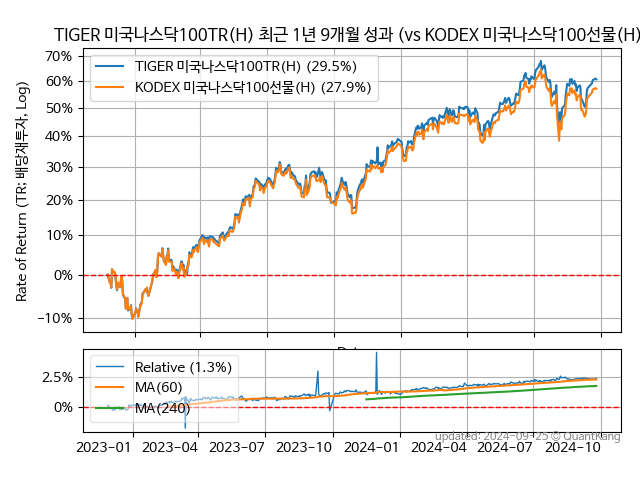 TIGER 미국나스닥100TR(H) 최근 1년 9개월 성과 (vs KODEX 미국나스닥100선물(H)
70%
60%
50%
40%
30%
20%
10%
0%
−10%
Rate of Return (TR: 배당재투자, Log)
TIGER 미국나스닥100TR(H) (29.5%)
KODEX 미국나스닥100선물(H) (27.9%)
2.5%
0%
Relative (1.3%)
MA(60)
MA(240)
updated: 2024-09-25 © QuantKang
2023−01 2023−04 2023−07 2023−10 2024−01 2024−04 2024−07 2024−10